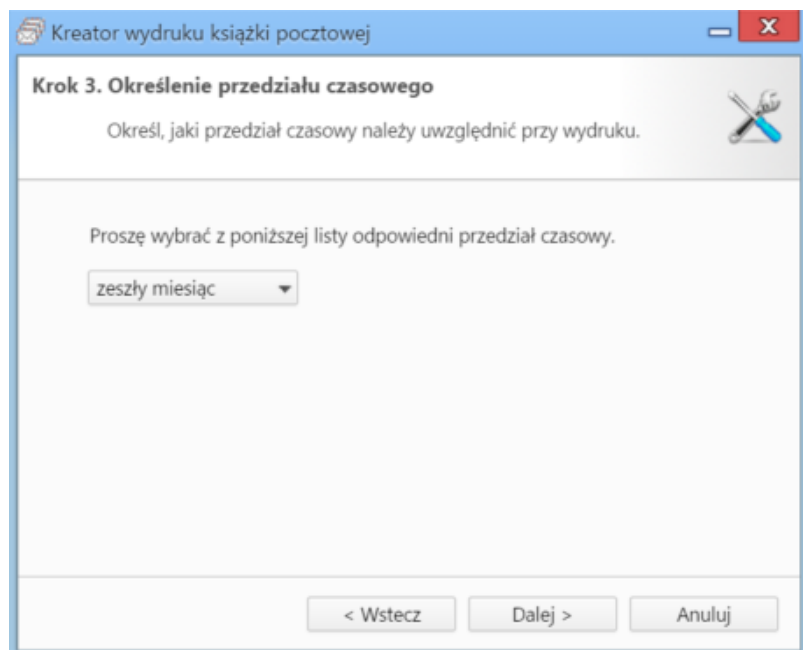 Kreator wydruku książki pocztowej
Krok 3. Określenie przedziału czasowego
Określ, jaki przedział czasowy należy uwzględnić przy wydruku.
Proszę wybrać z poniższej listy odpowiedni przedział czasowy.
zeszły miesiąc
< Wstecz Dalej > Anuluj